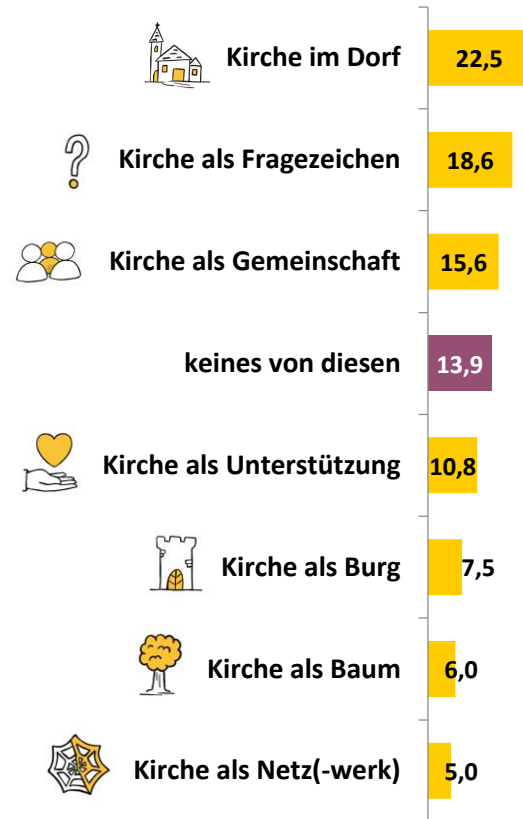 Kirche im Dorf 22,5
Kirche als Fragezeichen 18,6
Kirche als Gemeinschaft 15,6
keines von diesen 13,9
Kirche als Unterstützung 10,8
Kirche als Burg 7,5
Kirche als Baum 6,0
Kirche als Netz(-werk) 5,0